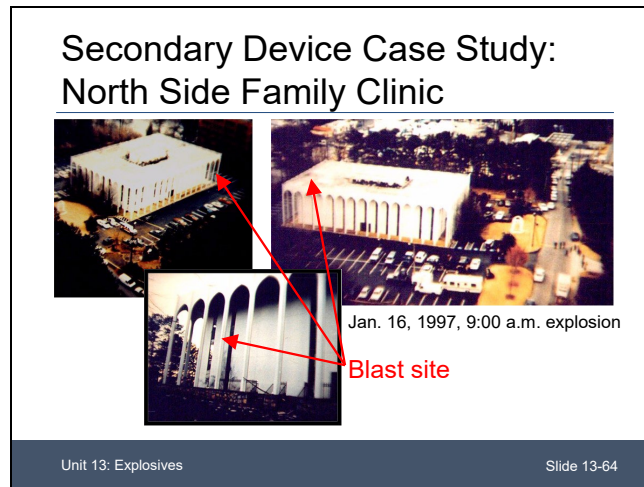 Secondary Device Case Study:
North Side Family Clinic
Jan. 16, 1997, 9:00 a.m. explosion
Blast site
Unit 13: Explosives
Slide 13-64